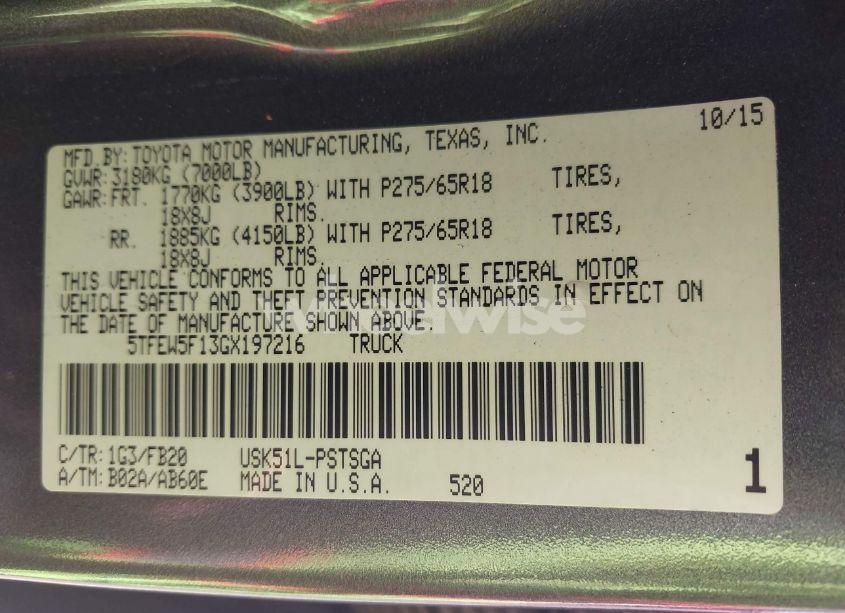 10/15
MFD.BY: TOYOTA MOTOR MANUFACTURING, TEXAS, INC.
GVWR: 3180KG (7000LB)
GAWR: FRT. 1770KG (3900LB) WITH P275/65R18 TIRES,
18X8J RIMS.
RR. 1885KG (4150LB) WITH P275/65R18 TIRES,
18X8J RIMS.
THIS VEHICLE CONFORMS TO ALL APPLICABLE FEDERAL MOTOR
VEHICLE SAFETY AND THEFT PREVENTION STANDARDS IN EFFECT ON
THE DATE OF MANUFACTURE SHOWN ABOVE.
5TFEW5F13GX197216 TRUCK
C/TR: 1G3/FB20 USK51L-PSTSGA
A/TM: B02A/AB60E MADE IN U.S.A. 520 1